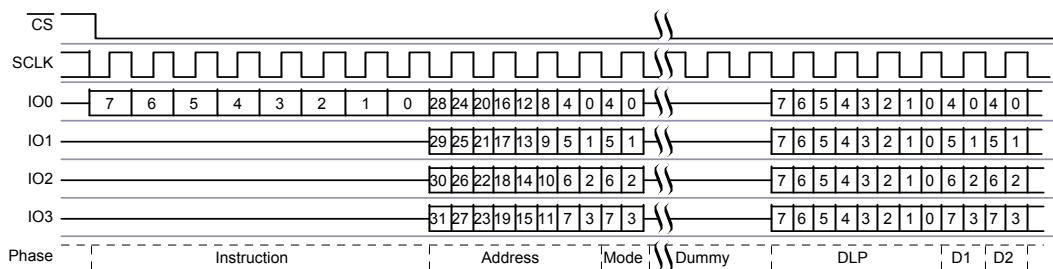 CS
SCLK
IO0 7 6 5 4 3 2 1 0 28 24 20 16 12 8 4 0 4 0 7 6 5 4 3 2 1 0 4 0 4 0
IO1 29 25 21 17 13 9 5 1 5 1 7 6 5 4 3 2 1 0 5 1 5 1
IO2 30 26 22 18 14 10 6 2 6 2 7 6 5 4 3 2 1 0 6 2 6 2
IO3 31 27 23 19 15 11 7 3 7 3 7 6 5 4 3 2 1 0 7 3 7 3
Phase Instruction Address Mode Dummy DLP D1 D2